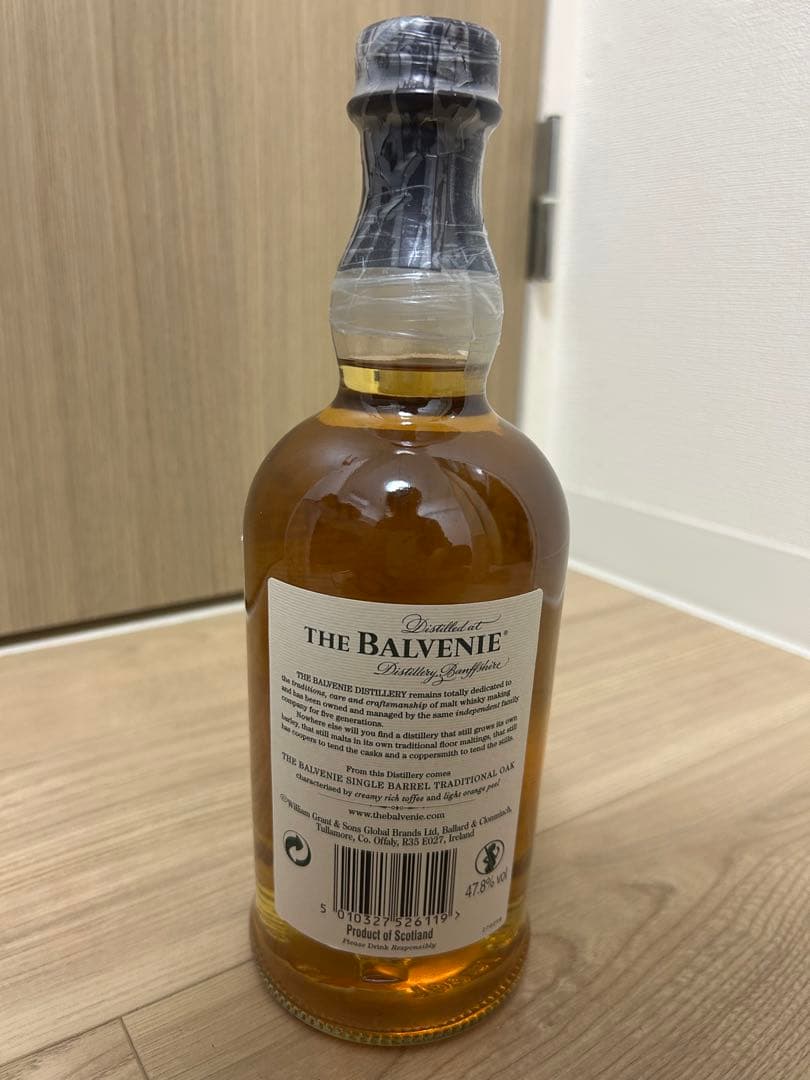 Distilled at
THE BALVENIE®
Distillery, Banffshire
THE BALVENIE DISTILLERY remains totally dedicated to
the traditions, care and craftsmanship of malt whisky making
and has been owned and managed by the same independent family
company for five generations.
Nowhere else will you find a distillery that still grows its own
barley, that still malts in its own traditional floor maltings, that still
has coopers to tend the casks and a coppersmith to tend the stills.
From this Distillery comes
THE BALVENIE SINGLE BARREL TRADITIONAL OAK
characterised by creamy rich toffee and light orange peel
www.thebalvenie.com
©William Grant & Sons Global Brands Ltd, Ballard & Clonminch,
Tullamore, Co. Offaly, R35 E027, Ireland
47.8% vol
5 010327 526119 >
Product of Scotland
Please Drink Responsibly